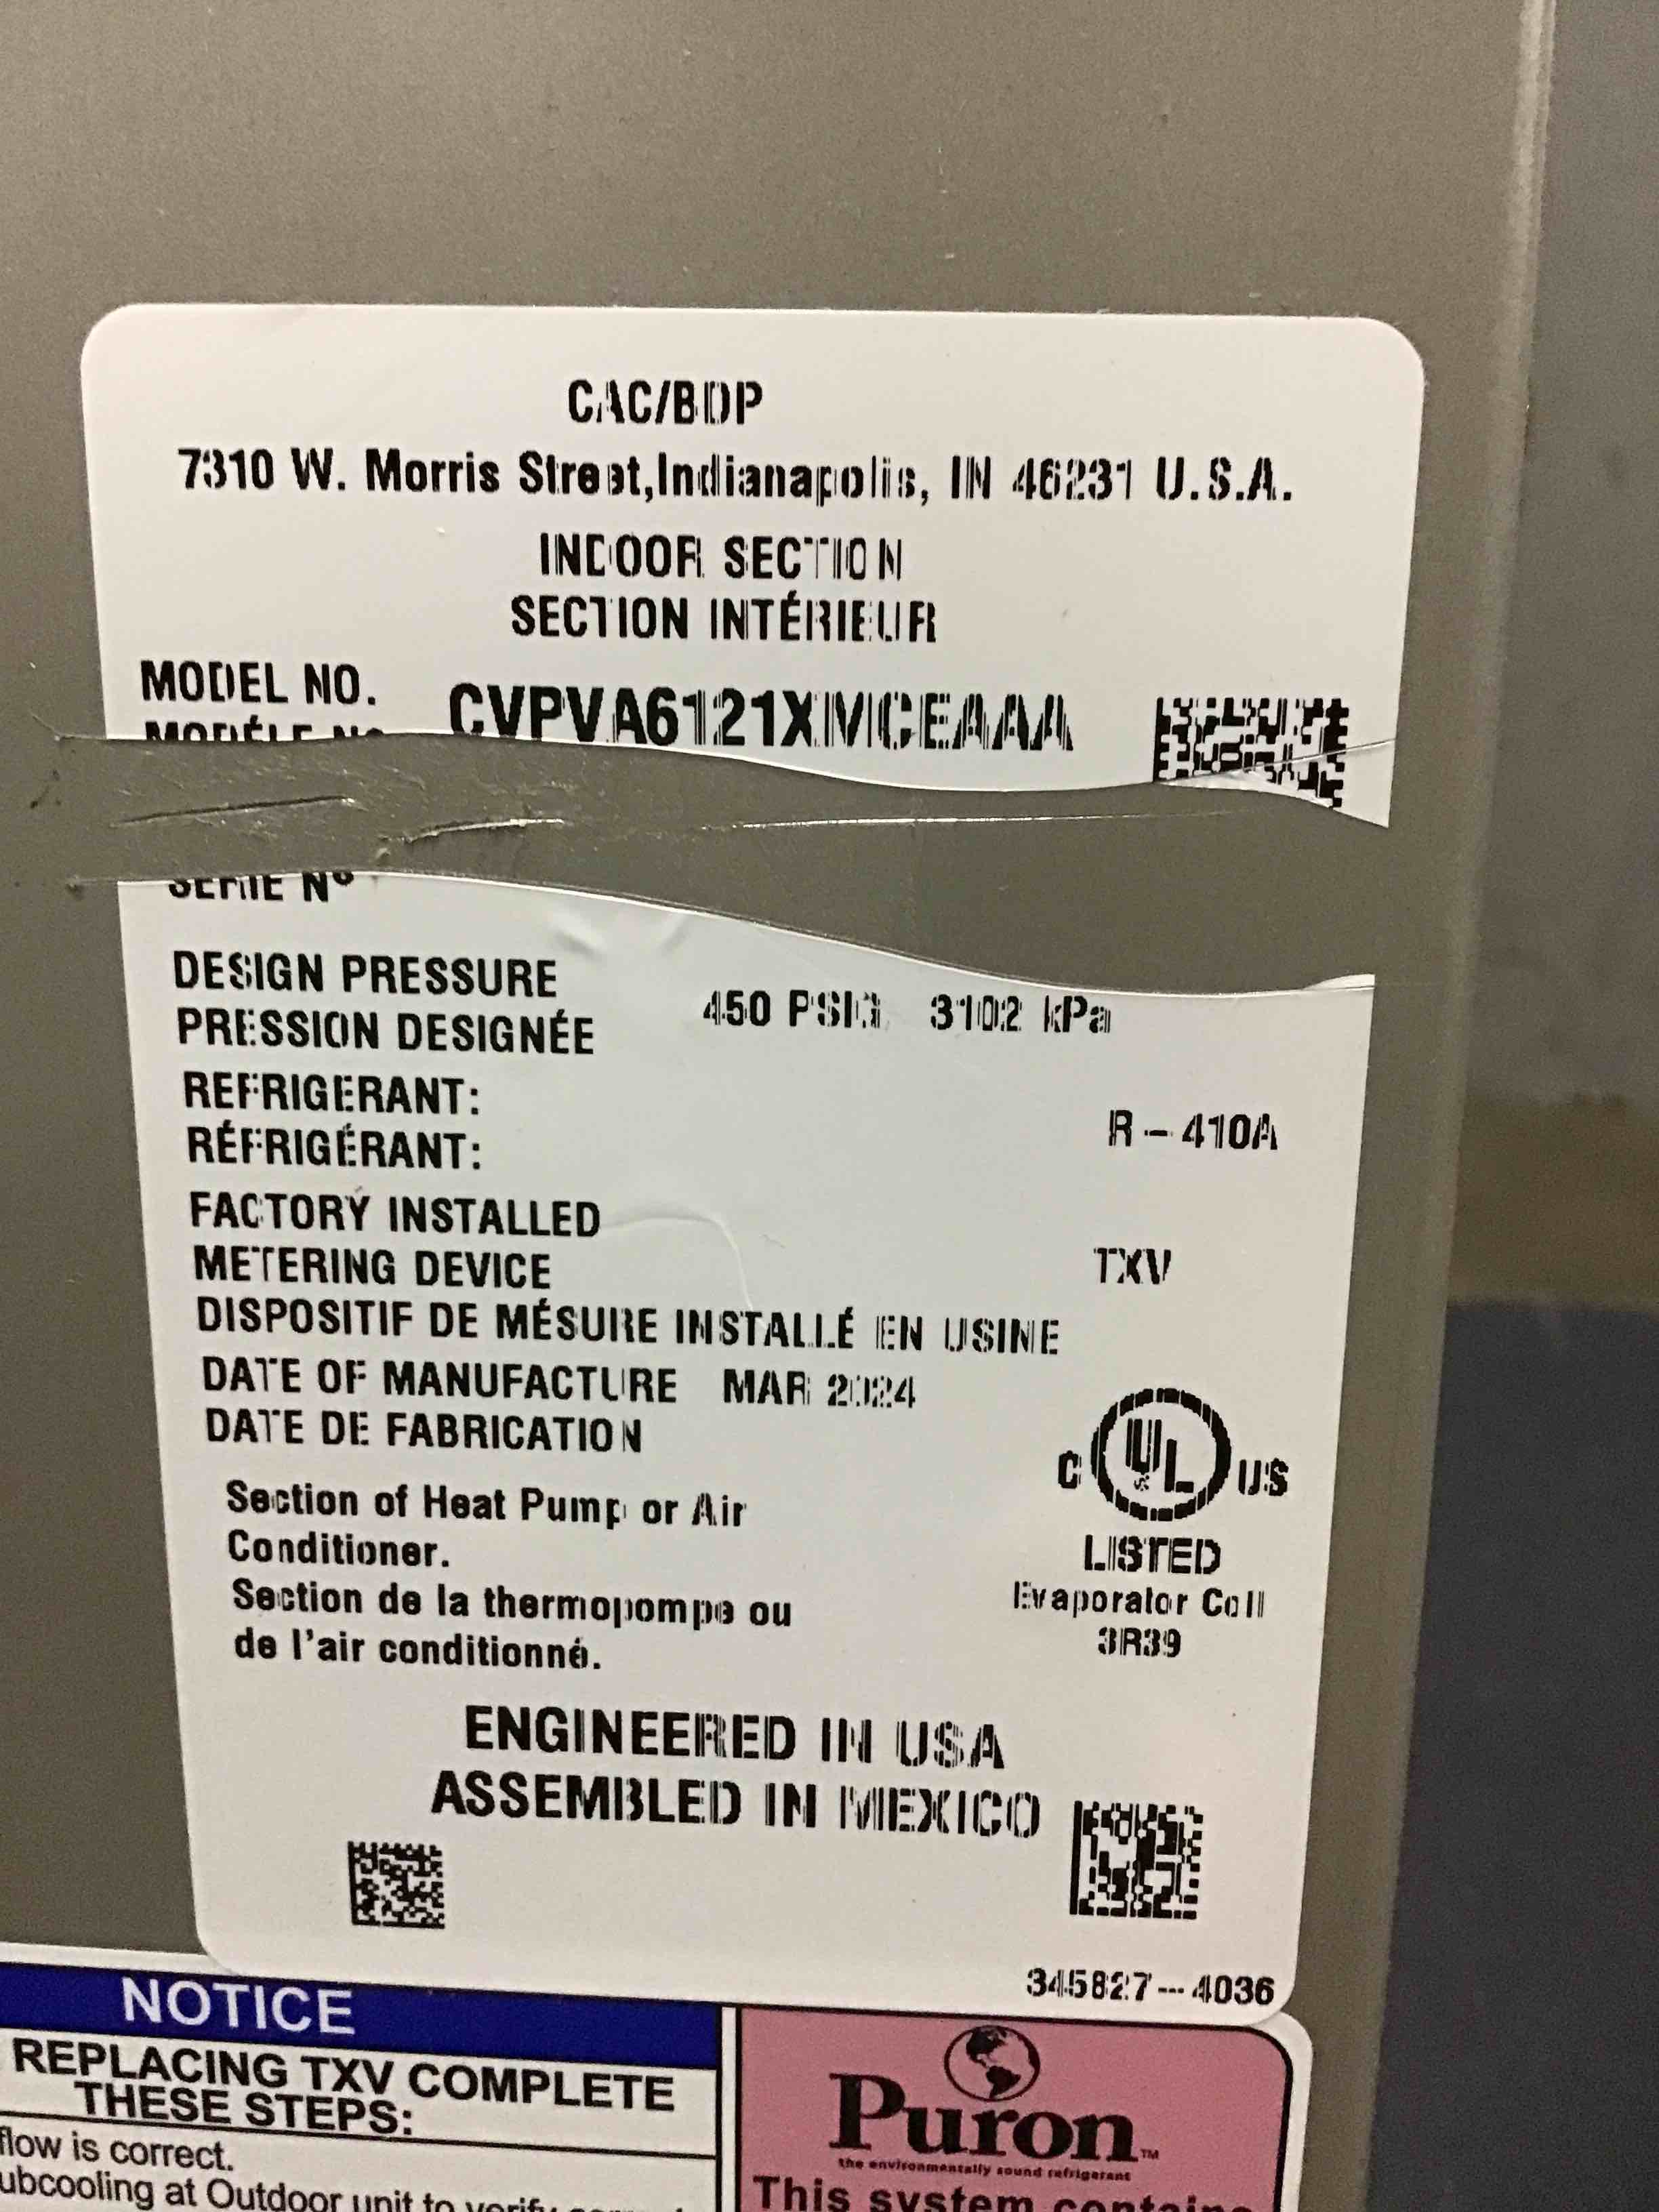 CAC/BDP
7310 W. Morris Street,Indianapolis, IN 46231 U.S.A.
INDOOR SECTION
SECTION INTÉRIEUR
MODEL NO.
MODÉLE NO
CVPVA6121XMCEAAA
SERIE Nº
DESIGN PRESSURE
PRESSION DESIGNÉE
450 PSIG 3102 kPa
REFRIGERANT:
RÉFRIGÉRANT:
R-410A
FACTORY INSTALLED
METERING DEVICE
TXV
DISPOSITIF DE MÉSURE INSTALLÉ EN USINE
DATE OF MANUFACTURE MAR 2024
DATE DE FABRICATION
Section of Heat Pump or Air
Conditioner.
Section de la thermopompe ou
de l'air conditionné.
C UL US
LISTED
Evaporator Coil
3R39
ENGINEERED IN USA
ASSEMBLED IN MEXICO
345827-4036
NOTICE
REPLACING TXV COMPLETE
THESE STEPS:
flow is correct.
at Outdoor unit to verify
Puron™
the environmentally sound refrigerant
This system contains